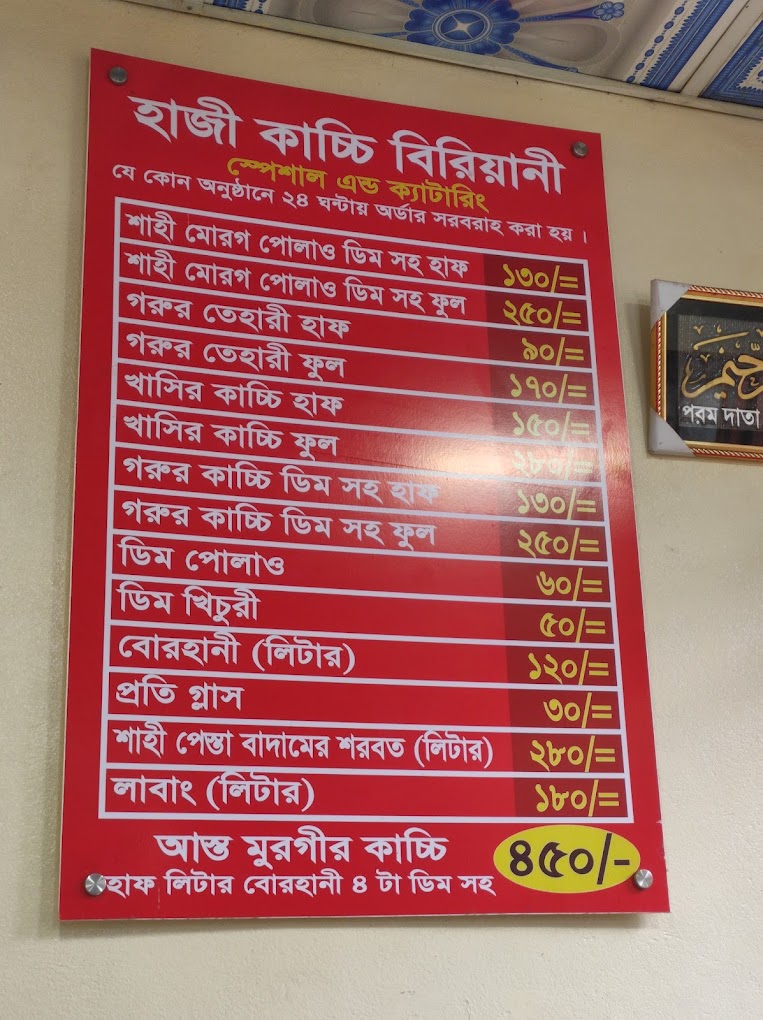 হাজী কাচ্চি বিরিয়ানী
স্পেশাল এন্ড ক্যাটারিং
যে কোন অনুষ্ঠানে ২৪ ঘন্টায় অর্ডার সরবরাহ করা হয় ।
শাহী মোরগ পোলাও ডিম সহ হাফ ১৩০/=
শাহী মোরগ পোলাও ডিম সহ ফুল ২৫০/=
গরুর তেহারী হাফ ৯০/=
গরুর তেহারী ফুল ১৭০/=
খাসির কাচ্চি হাফ ১৫০/=
খাসির কাচ্চি ফুল ২৮০/=
গরুর কাচ্চি ডিম সহ হাফ ১৩০/=
গরুর কাচ্চি ডিম সহ ফুল ২৫০/=
ডিম পোলাও ৬০/=
ডিম খিচুরী ৫০/=
বোরহানী (লিটার) ১২০/=
প্রতি গ্লাস ৩০/=
শাহী পেস্তা বাদামের শরবত (লিটার) ২৮০/=
লাবাং (লিটার) ১৮০/=
আস্ত মুরগীর কাচ্চি ৪৫০/-
হাফ লিটার বোরহানী ৪ টা ডিম সহ
পরম দাতা